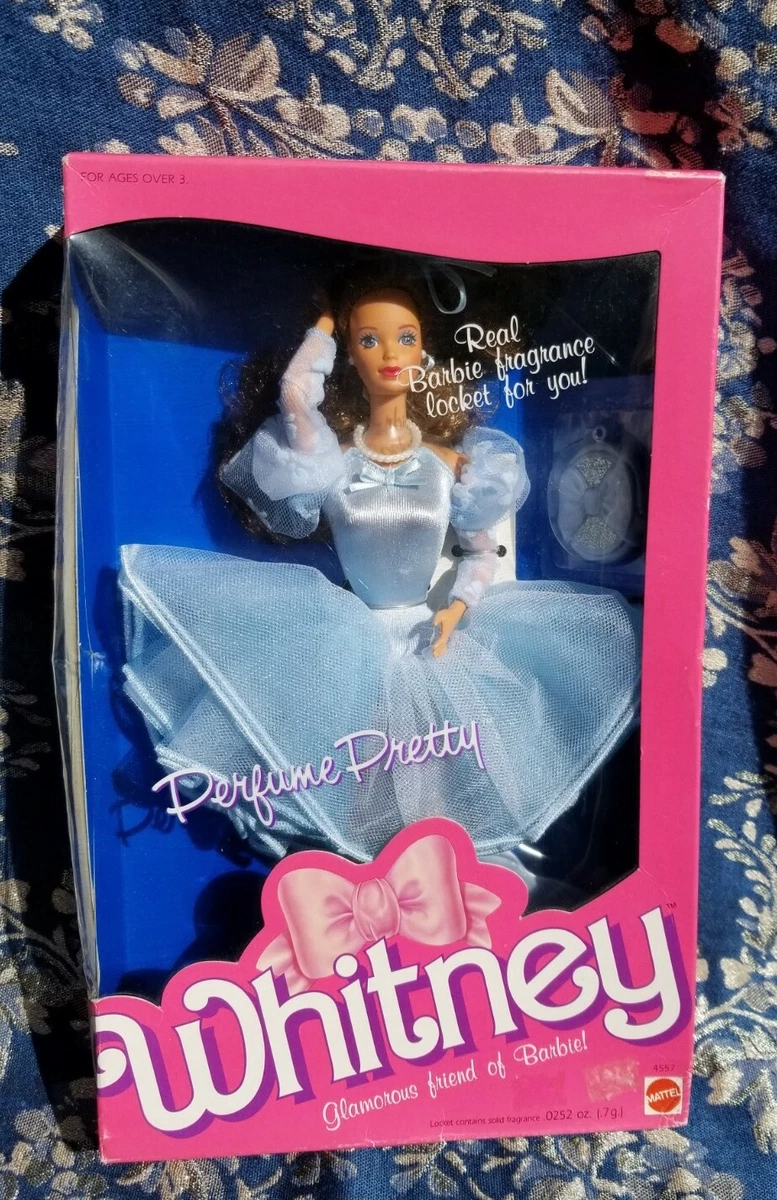 FOR AGES OVER 3.
Real
Barbie fragrance
locket for you!
Perfume Pretty
Whitney™
Glamorous friend of Barbie!
4557
MATTEL
Locket contains solid fragrance .0252 oz. (.7g.)